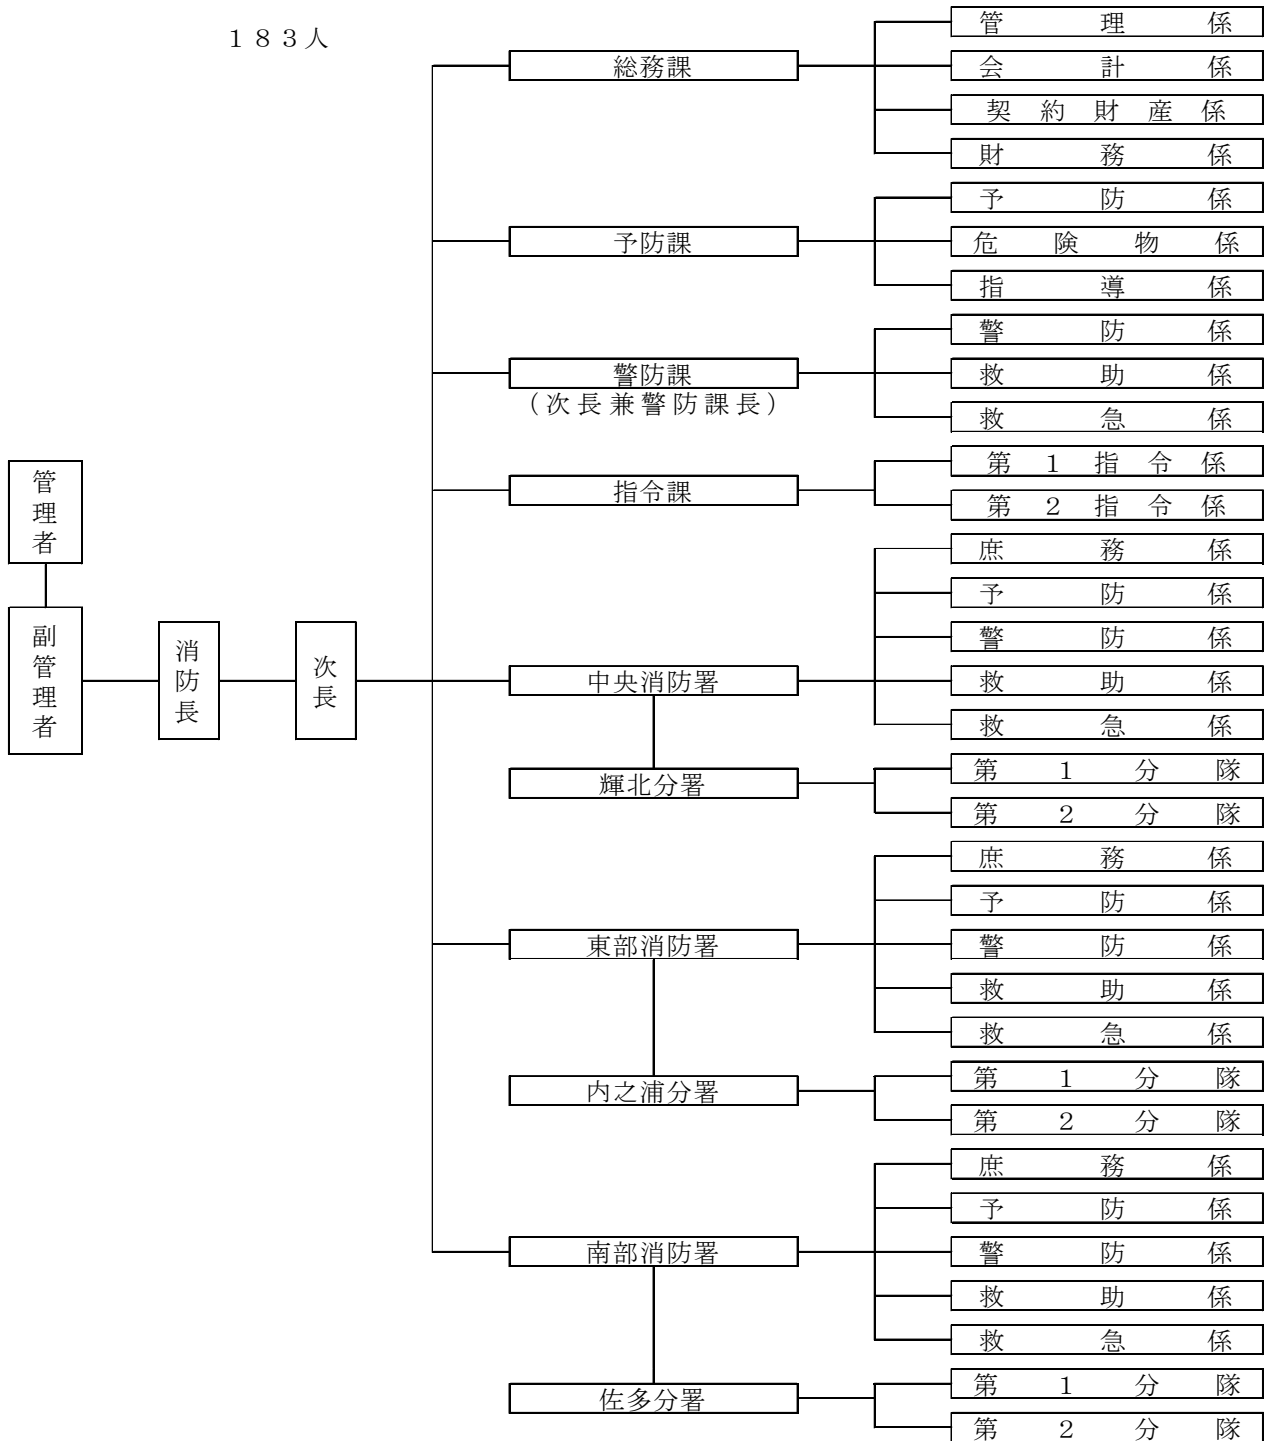 １８３人
管理者
副管理者
消防長
次長
総務課
管理係
会計係
契約財産係
財務係
予防課
予防係
危険物係
指導係
警防課
(次長兼警防課長)
警防係
救助係
救急係
指令課
第１指令係
第２指令係
中央消防署
庶務係
予防係
警防係
救助係
救急係
輝北分署
第１分隊
第２分隊
東部消防署
庶務係
予防係
警防係
救助係
救急係
内之浦分署
第１分隊
第２分隊
南部消防署
庶務係
予防係
警防係
救助係
救急係
佐多分署
第１分隊
第２分隊